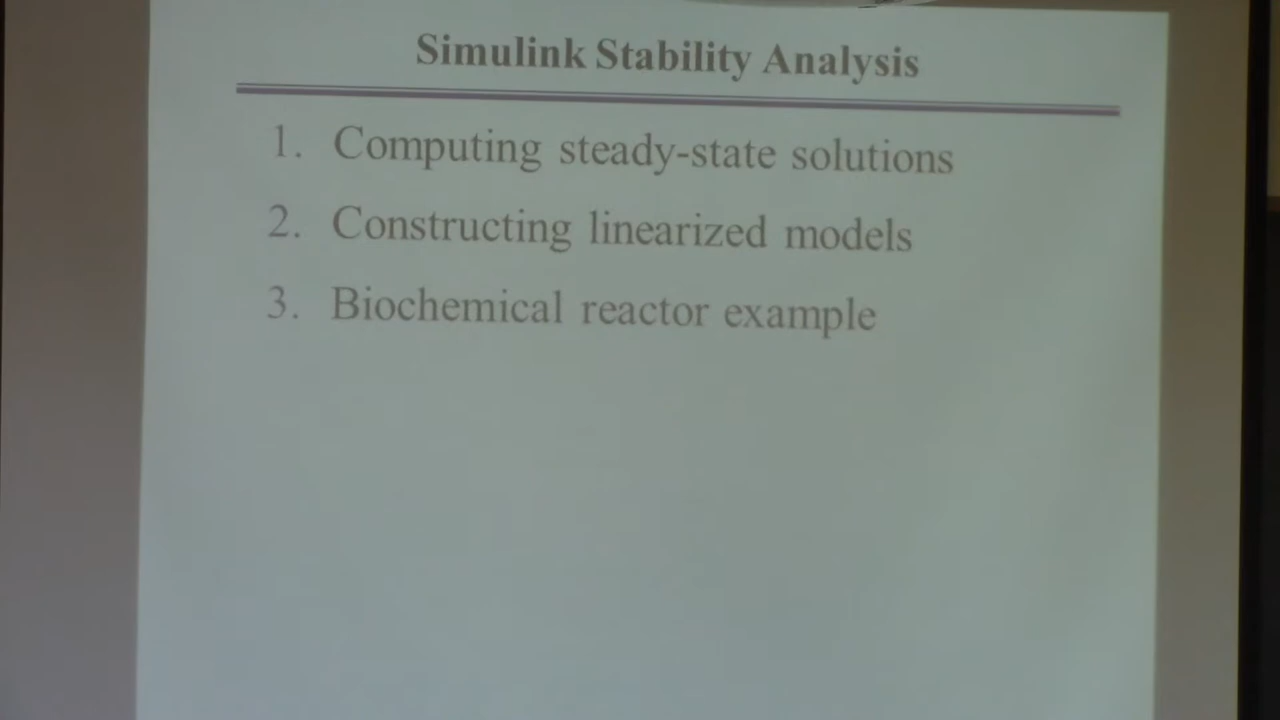 Simulink Stability Analysis
1. Computing steady-state solutions
2. Constructing linearized models
3. Biochemical reactor example